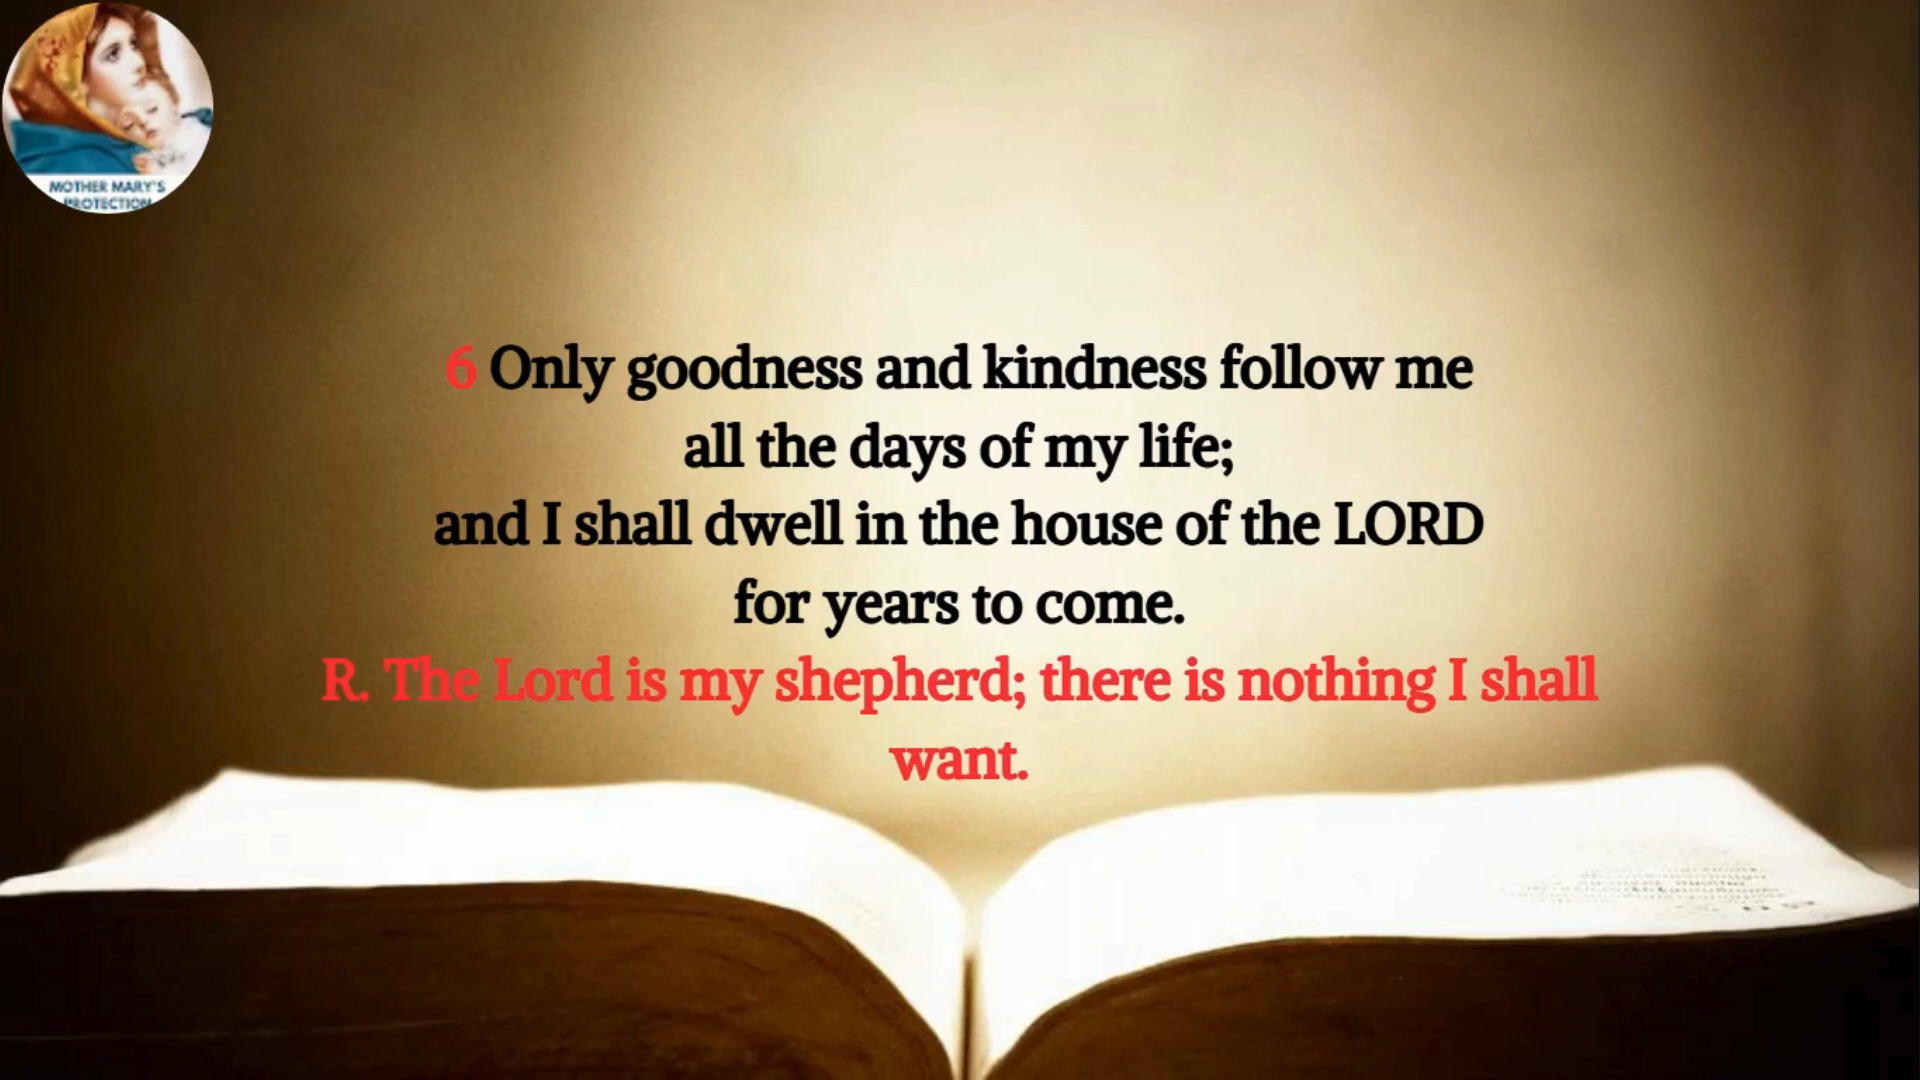 MOTHER MARY'S
PROTECTION
6 Only goodness and kindness follow me
all the days of my life;
and I shall dwell in the house of the LORD
for years to come.
R. The Lord is my shepherd; there is nothing I shall
want.